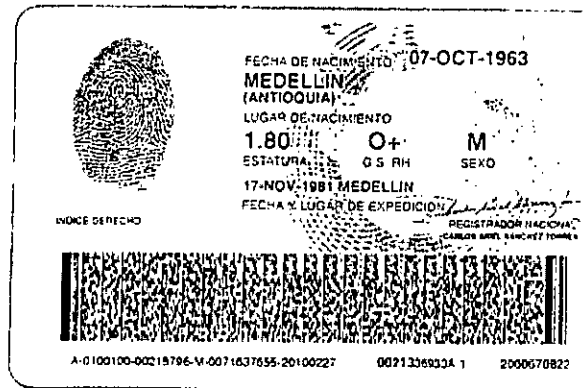 FECHA DE NACIMIENTO 07-OCT-1963
MEDELLIN
(ANTIOQUIA)
LUGAR DE NACIMIENTO
1.80 O+ M
ESTATURA G.S. RH SEXO
17-NOV-1981 MEDELLIN
FECHA Y LUGAR DE EXPEDICION
INDICE DERECHO
REGISTRADOR NACIONAL
CARLOS ARIEL SANCHEZ TORRES
A-0100100-00215796-M-0071637655-20100227 0021336933A 1 2000670822